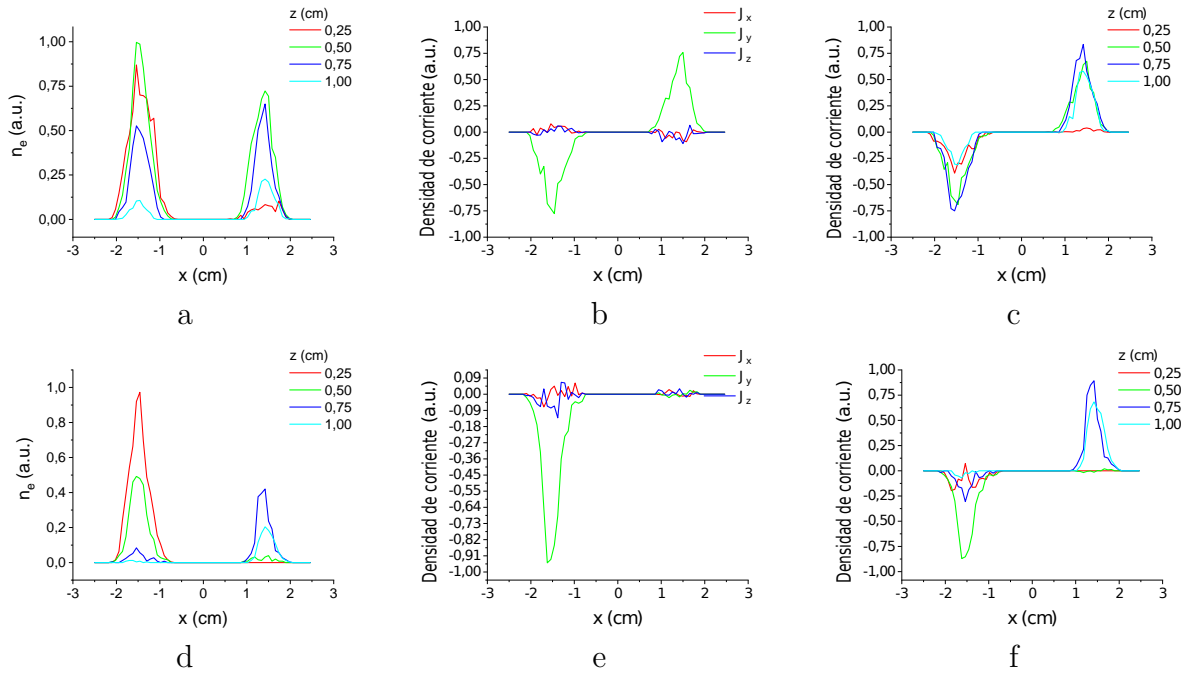 z (cm)
0,25
0,50
0,75
1,00
1,00
0,75
0,50
0,25
0,00
n_e (a.u.)
-3 -2 -1 0 1 2 3
x (cm)
a
J_x
J_y
J_z
1,00
0,75
0,50
0,25
0,00
-0,25
-0,50
-0,75
-1,00
Densidad de corriente (a.u.)
-3 -2 -1 0 1 2 3
x (cm)
b
z (cm)
0,25
0,50
0,75
1,00
1,00
0,75
0,50
0,25
0,00
-0,25
-0,50
-0,75
-1,00
Densidad de corriente (a.u.)
-3 -2 -1 0 1 2 3
x (cm)
c
z (cm)
0,25
0,50
0,75
1,00
1,0
0,8
0,6
0,4
0,2
0,0
n_e (a.u.)
-3 -2 -1 0 1 2 3
x (cm)
d
J_x
J_y
J_z
0,09
0,00
-0,09
-0,18
-0,27
-0,36
-0,45
-0,55
-0,64
-0,73
-0,82
-0,91
-1,00
Densidad de corriente (a.u.)
-3 -2 -1 0 1 2 3
x (cm)
e
z (cm)
0,25
0,50
0,75
1,00
1,00
0,75
0,50
0,25
0,00
-0,25
-0,50
-0,75
-1,00
Densidad de corriente (a.u.)
-3 -2 -1 0 1 2 3
x (cm)
f